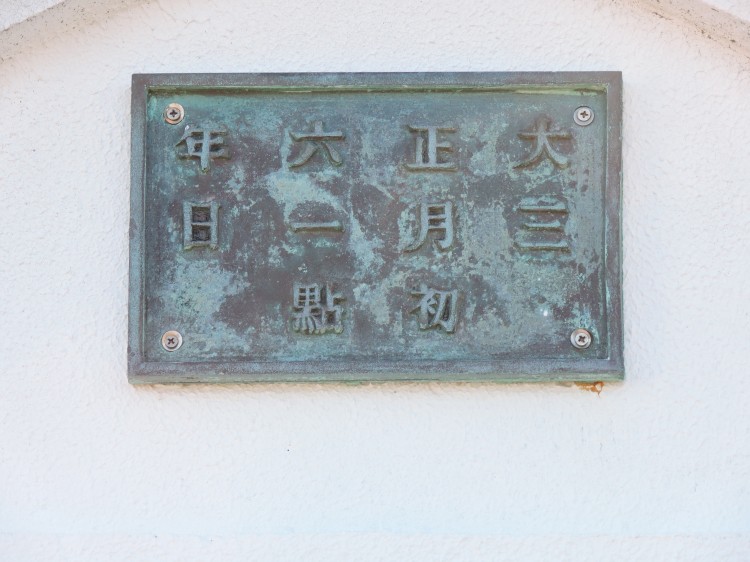 大正六年
三月一日
初點